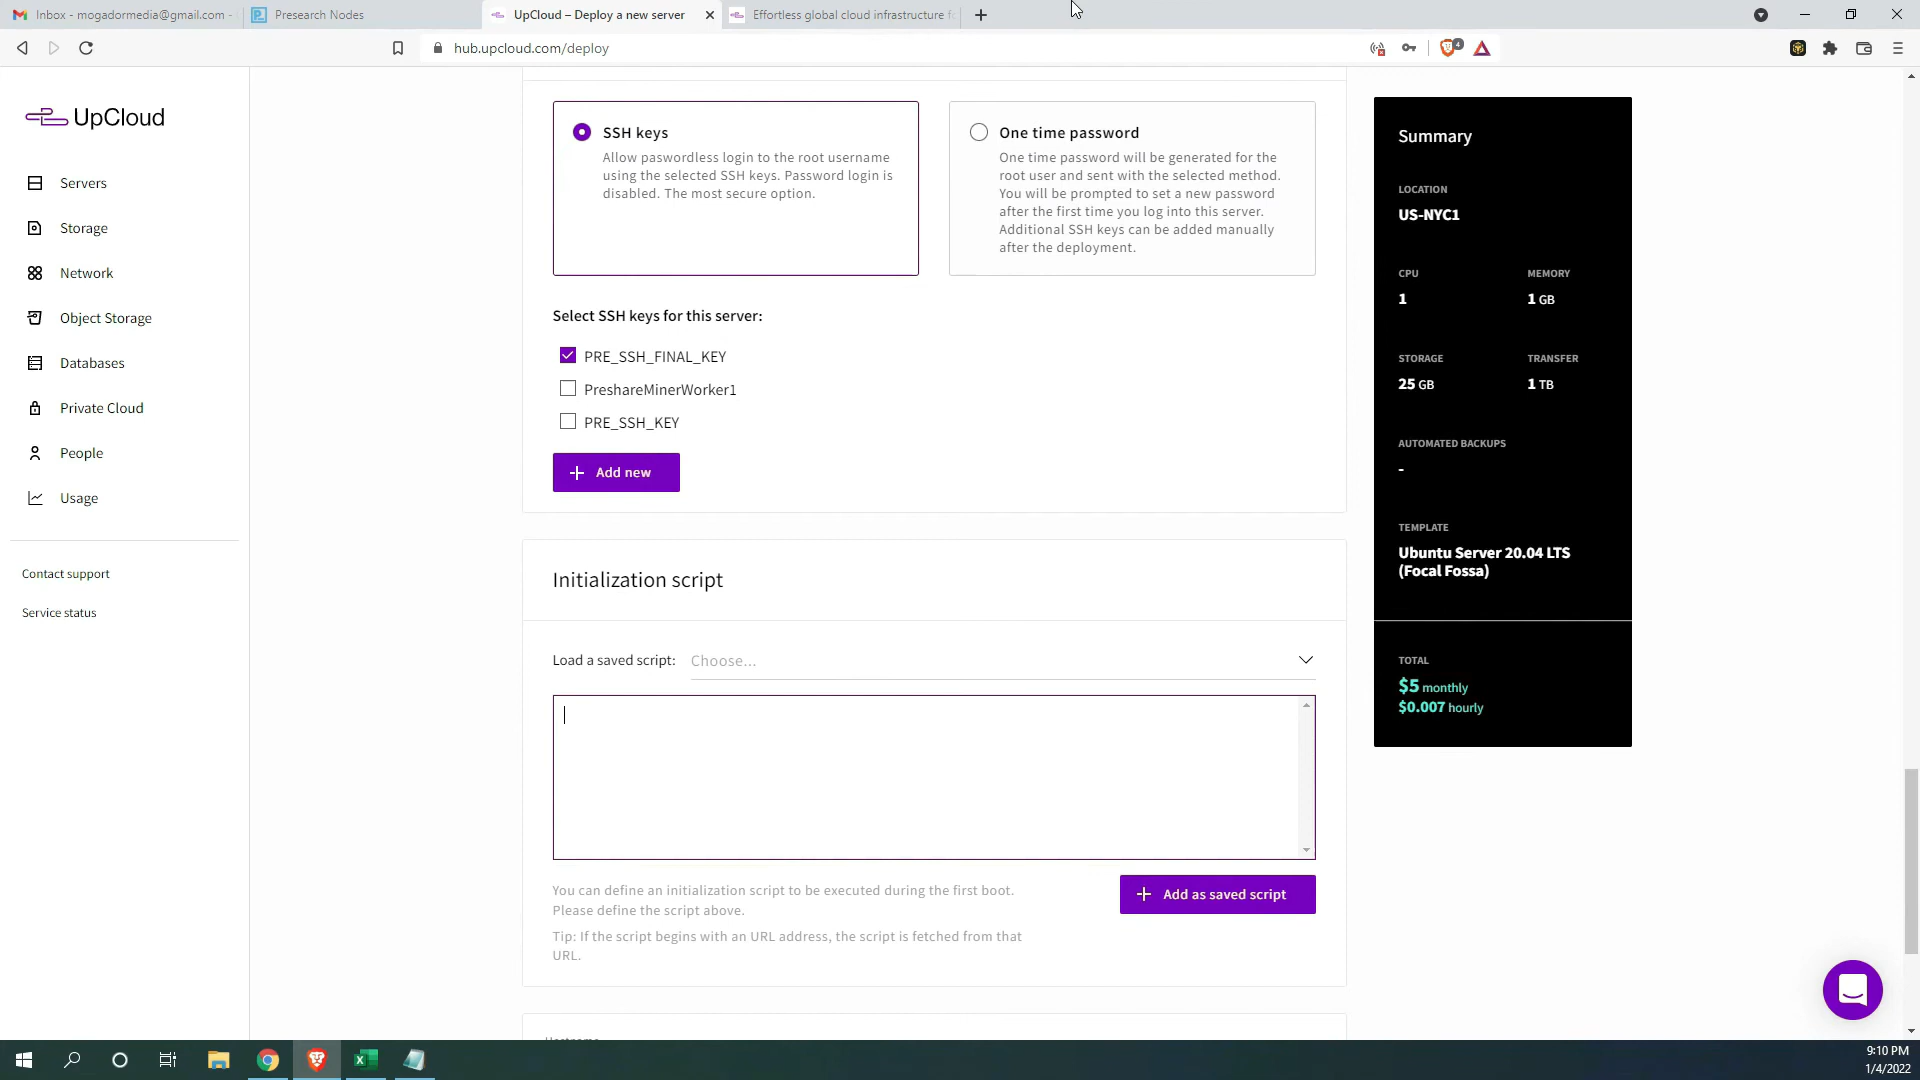 Inbox - mogadormedia@gmail.com -
Presearch Nodes
UpCloud – Deploy a new server
Effortless global cloud infrastructure f
hub.upcloud.com/deploy
4
UpCloud
Servers
Storage
Network
Object Storage
Databases
Private Cloud
People
Usage
Contact support
Service status
SSH keys
Allow paswordless login to the root username
using the selected SSH keys. Password login is
disabled. The most secure option.
One time password
One time password will be generated for the
root user and sent with the selected method.
You will be prompted to set a new password
after the first time you log into this server.
Additional SSH keys can be added manually
after the deployment.
Select SSH keys for this server:
PRE_SSH_FINAL_KEY
PreshareMinerWorker1
PRE_SSH_KEY
Add new
Initialization script
Load a saved script: Choose...
You can define an initialization script to be executed during the first boot.
Please define the script above.
Tip: If the script begins with an URL address, the script is fetched from that
URL.
Add as saved script
Summary
LOCATION
US-NYC1
CPU MEMORY
1 1 GB
STORAGE TRANSFER
25 GB 1 TB
AUTOMATED BACKUPS
-
TEMPLATE
Ubuntu Server 20.04 LTS
(Focal Fossa)
TOTAL
$5 monthly
$0.007 hourly
9:10 PM
1/4/2022